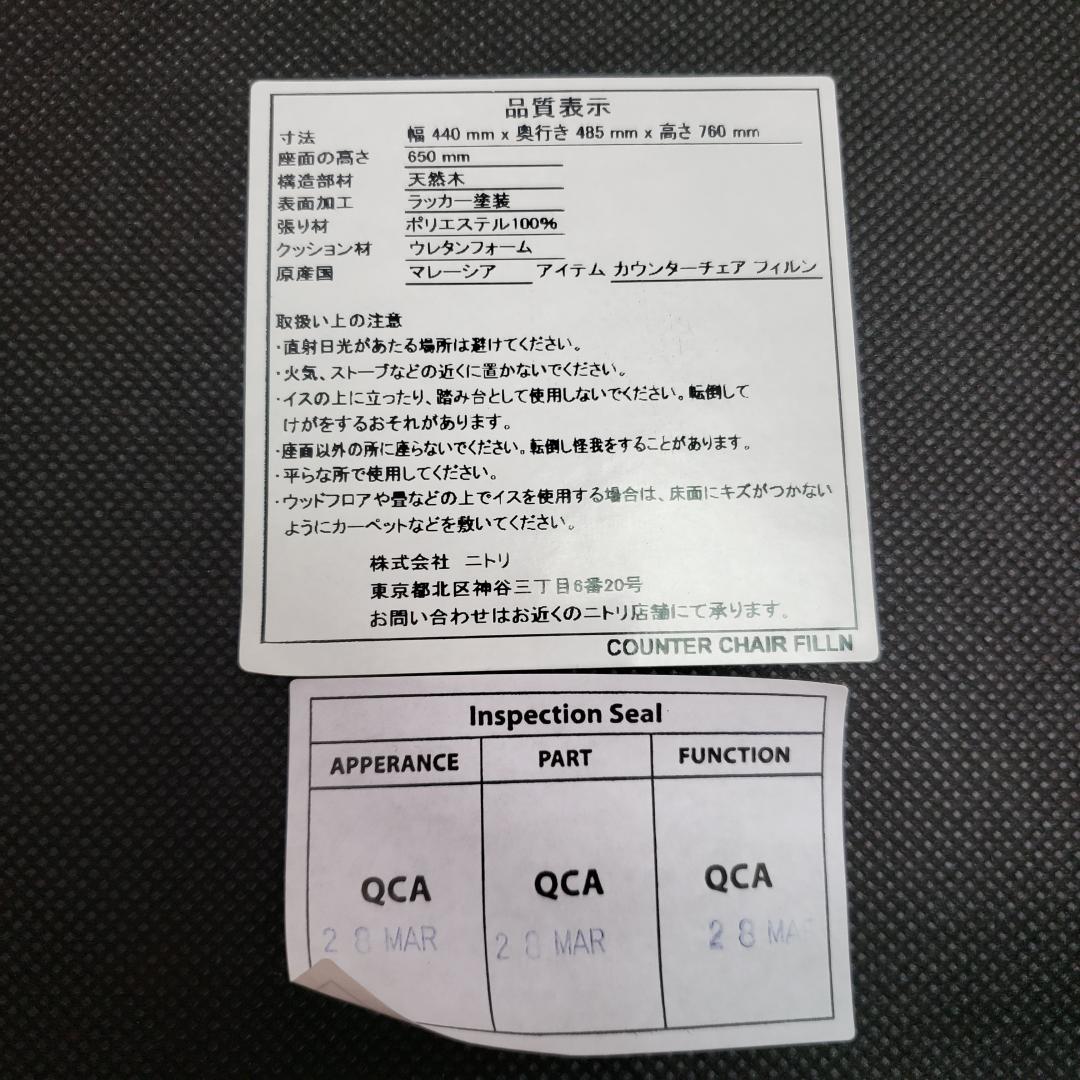 品質表示
寸法 幅 440 mm x 奥行き 485 mm x 高さ 760 mm
座面の高さ 650 mm
構造部材 天然木
表面加工 ラッカー塗装
張り材 ポリエステル100%
クッション材 ウレタンフォーム
原産国 マレーシア アイテム カウンターチェア フィルン
取扱い上の注意
・直射日光があたる場所は避けてください。
・火気、ストーブなどの近くに置かないでください。
・イスの上に立ったり、踏み台として使用しないでください。転倒して
けがをするおそれがあります。
・座面以外の所に座らないでください。転倒し怪我をすることがあります。
・平らな所で使用してください。
・ウッドフロアや畳などの上でイスを使用する場合は、床面にキズがつかない
ようにカーペットなどを敷いてください。
株式会社 ニトリ
東京都北区神谷三丁目6番20号
お問い合わせはお近くのニトリ店舗にて承ります。
COUNTER CHAIR FILLN
Inspection Seal
APPERANCE PART FUNCTION
QCA QCA QCA
28 MAR 28 MAR 28 MAR